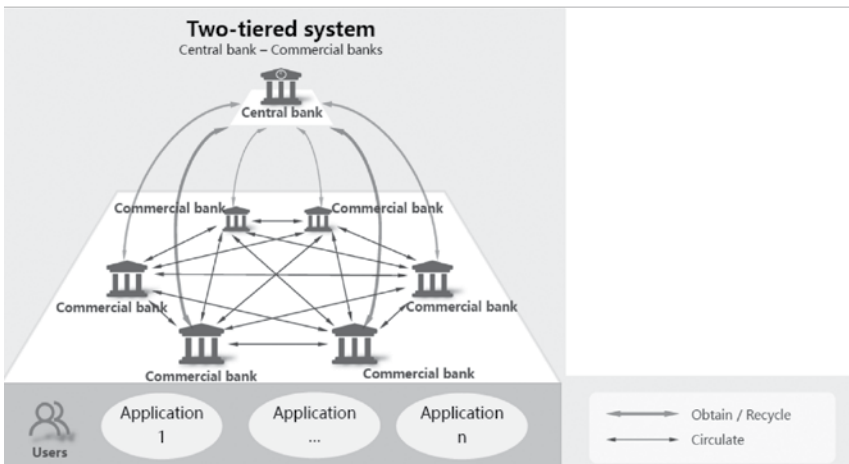 Two-tiered system
Central bank – Commercial banks
Central bank
Commercial bank
Commercial bank
Commercial bank
Commercial bank
Commercial bank
Commercial bank
Users
Application
1
Application
...
Application
n
Obtain / Recycle
Circulate